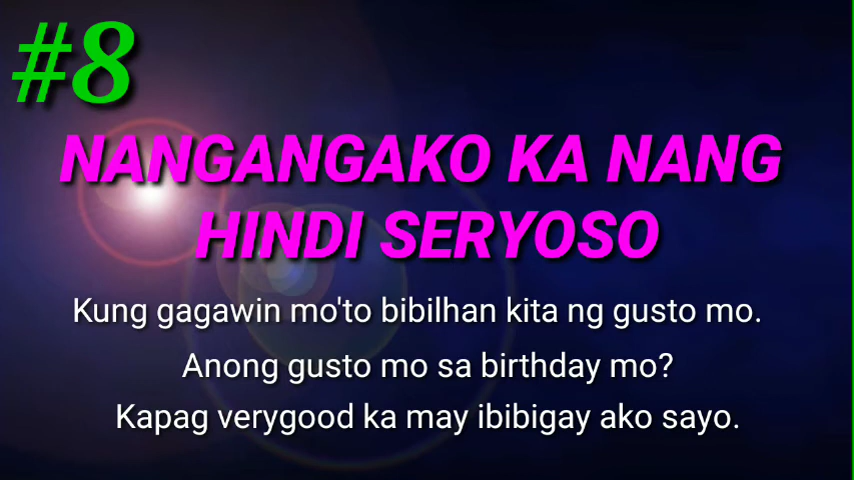 #8
NANGANGAKO KA NANG
HINDI SERYOSO
Kung gagawin mo'to bibilhan kita ng gusto mo.
Anong gusto mo sa birthday mo?
Kapag verygood ka may ibibigay ako sayo.